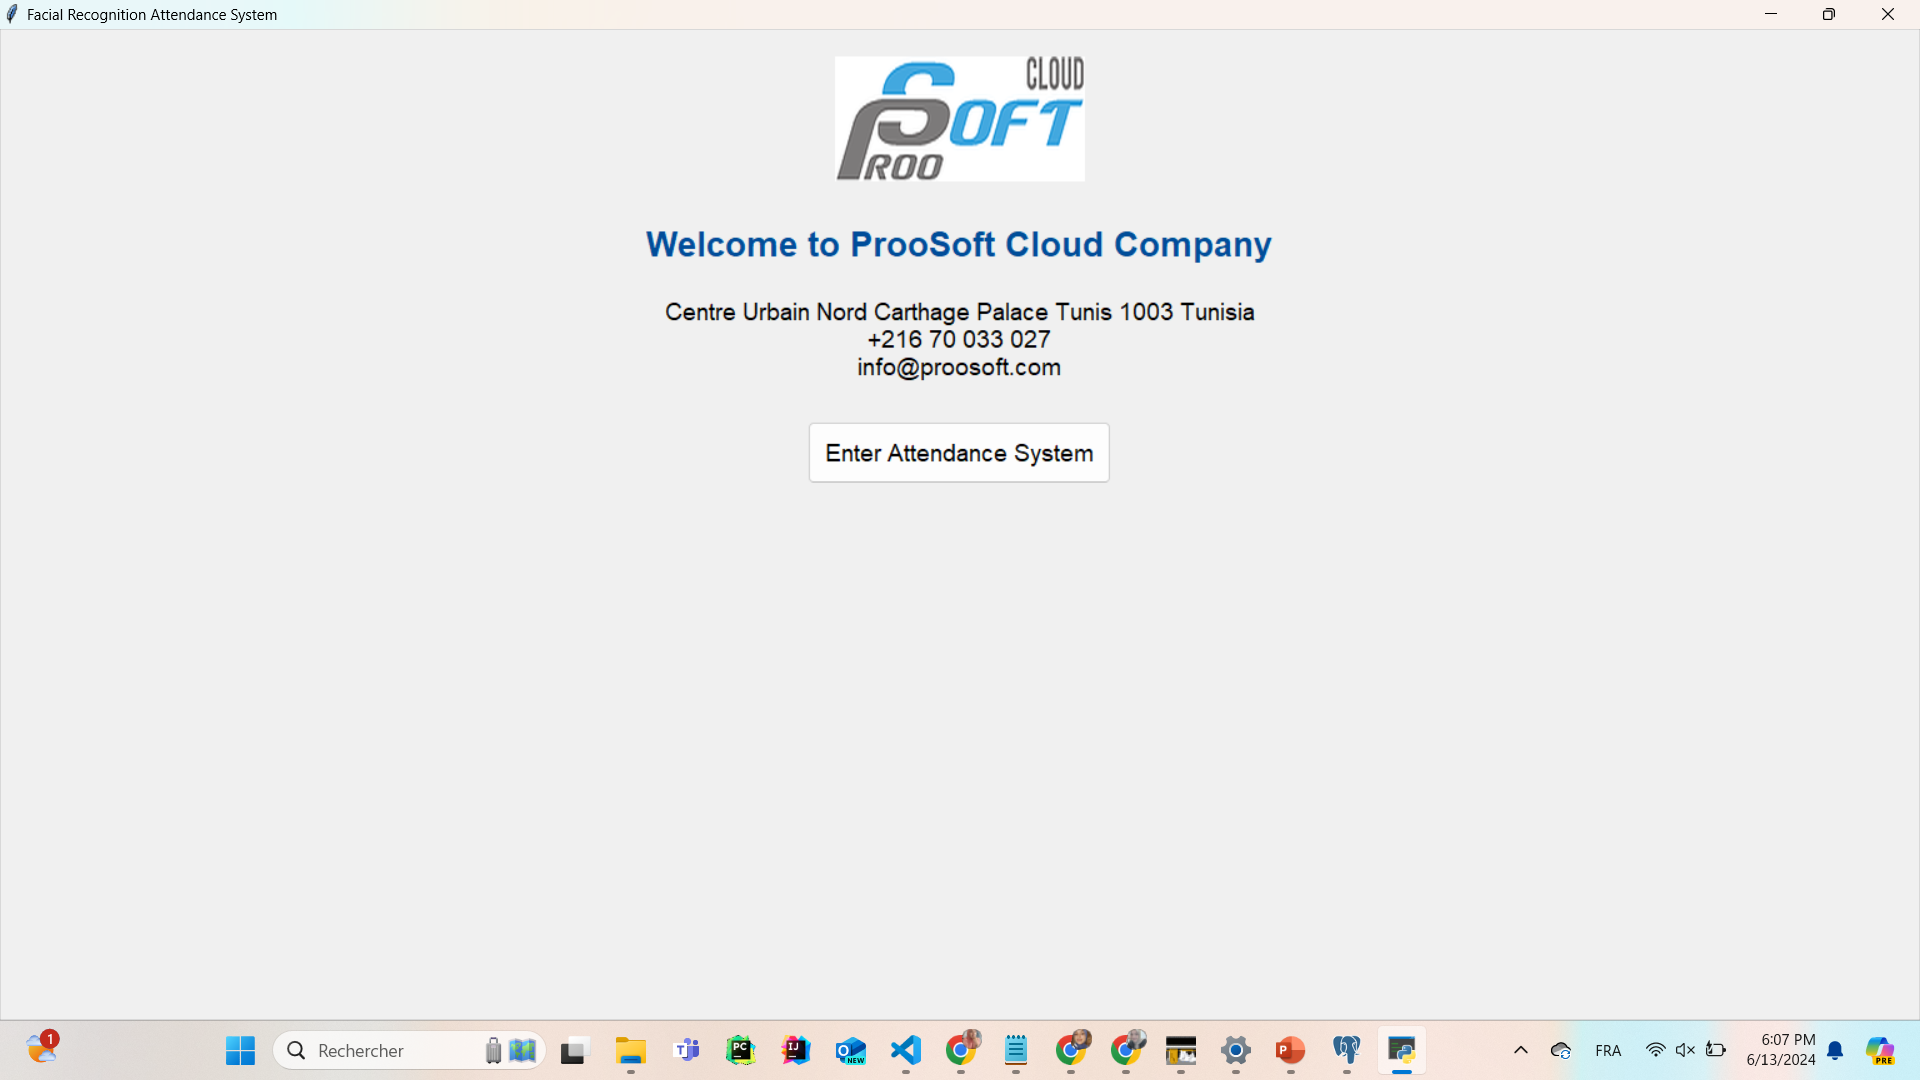 Facial Recognition Attendance System
CLOUD
SOFT
PROO
Welcome to ProoSoft Cloud Company
Centre Urbain Nord Carthage Palace Tunis 1003 Tunisia
+216 70 033 027
info@proosoft.com
Enter Attendance System
1
Rechercher
PC
IJ
NEW
FRA
6:07 PM
6/13/2024
PRE